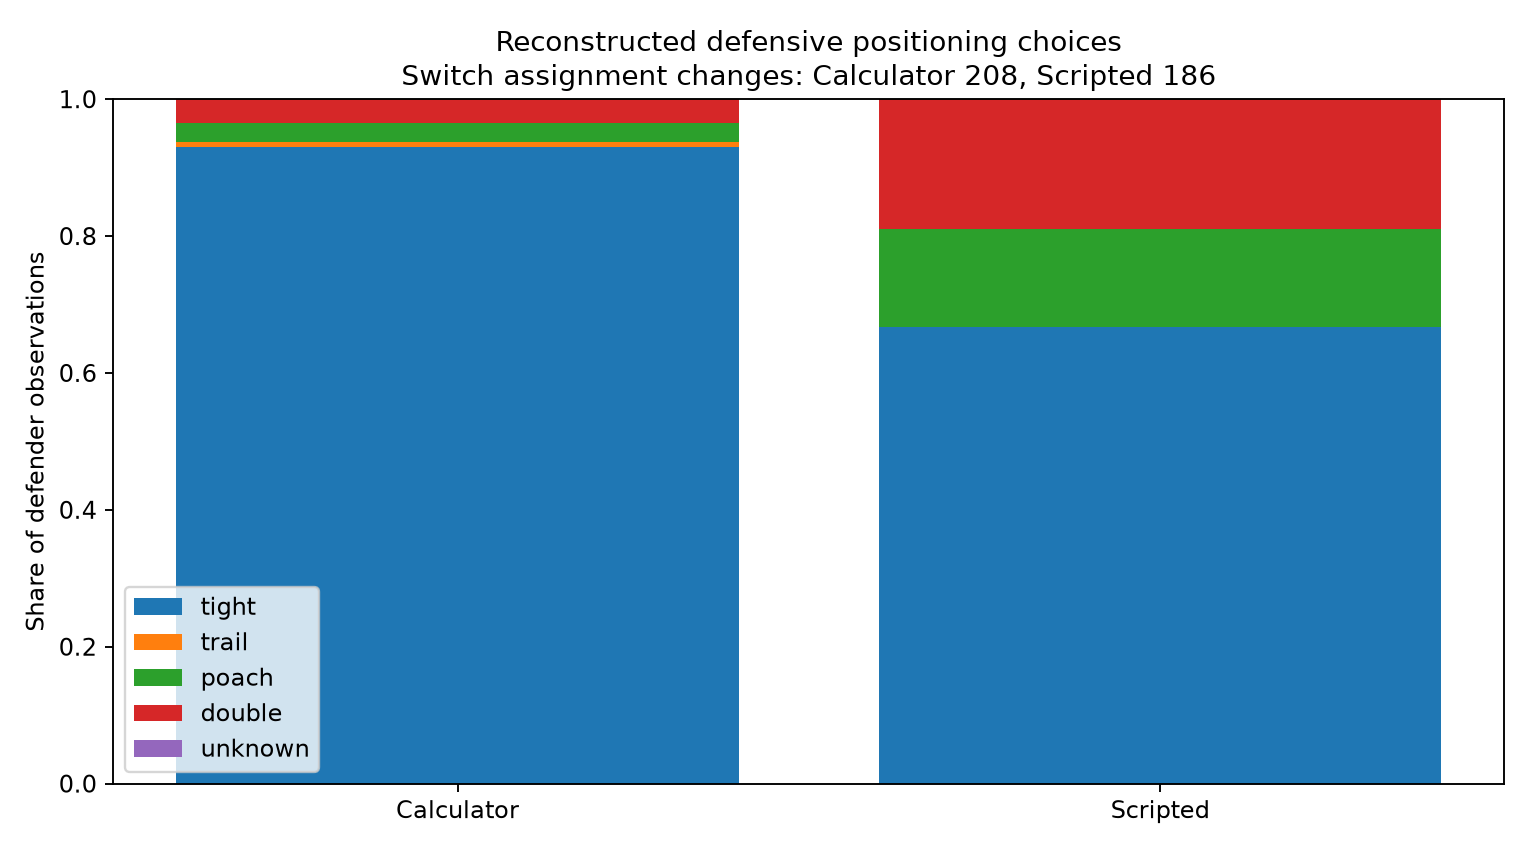 Reconstructed defensive positioning choices
Switch assignment changes: Calculator 208, Scripted 186
Share of defender observations
1.0
0.8
0.6
0.4
0.2
0.0
tight
trail
poach
double
unknown
Calculator
Scripted